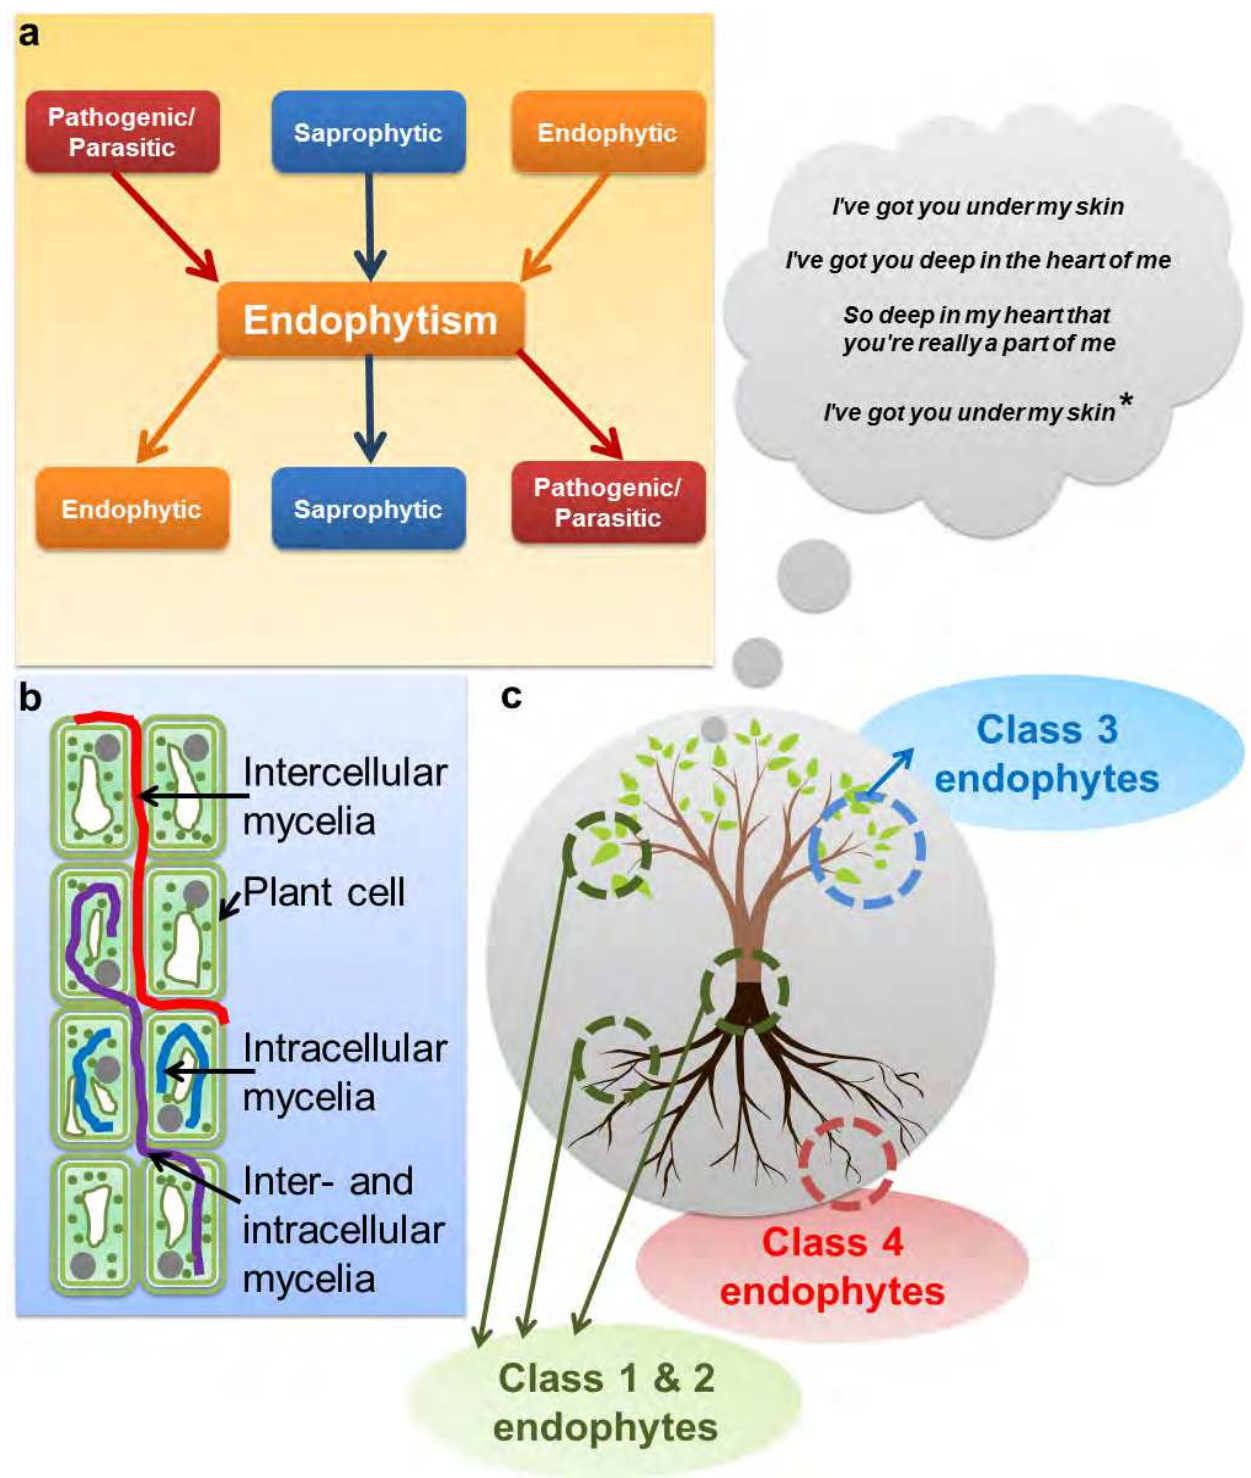 a
Pathogenic/
Parasitic
Saprophytic
Endophytic
Endophytism
Endophytic
Saprophytic
Pathogenic/
Parasitic
I've got you under my skin
I've got you deep in the heart of me
So deep in my heart that
you're really a part of me
I've got you under my skin*
b
Intercellular
mycelia
Plant cell
Intracellular
mycelia
Inter- and
intracellular
mycelia
c
Class 3
endophytes
Class 4
endophytes
Class 1 & 2
endophytes